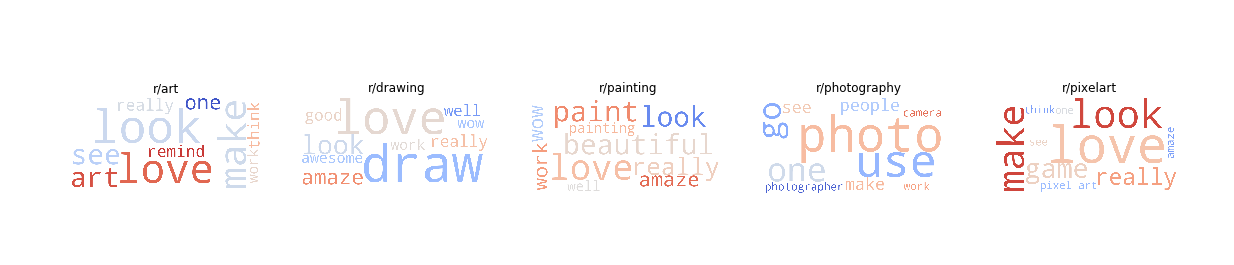 r/art
really one
look
make
think
see remind
work
art love
r/drawing
good love well
wow
look work really
awesome
amaze draw
r/painting
wow
paint look
painting
beautiful
work
love really
amaze
well
r/photography
go
see people camera
photo
one use
photographer make work
r/pixelart
make
think one look
see love
amaze
game
pixel art really